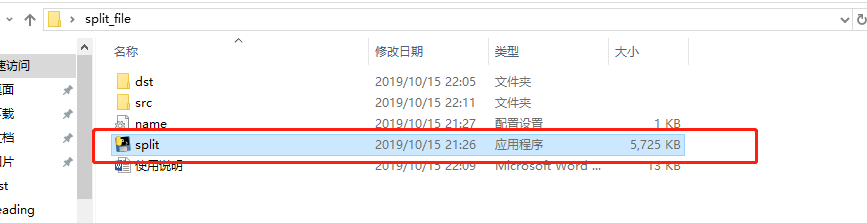 split_file
名称 修改日期 类型 大小
速访问
dst 2019/10/15 22:05 文件夹
桌面
src 2019/10/15 22:11 文件夹
下载
name 2019/10/15 21:27 配置设置 1 KB
文档
split 2019/10/15 21:26 应用程序 5,725 KB
图片
使用说明 2019/10/15 22:09 Microsoft Word ... 13 KB
st
eading